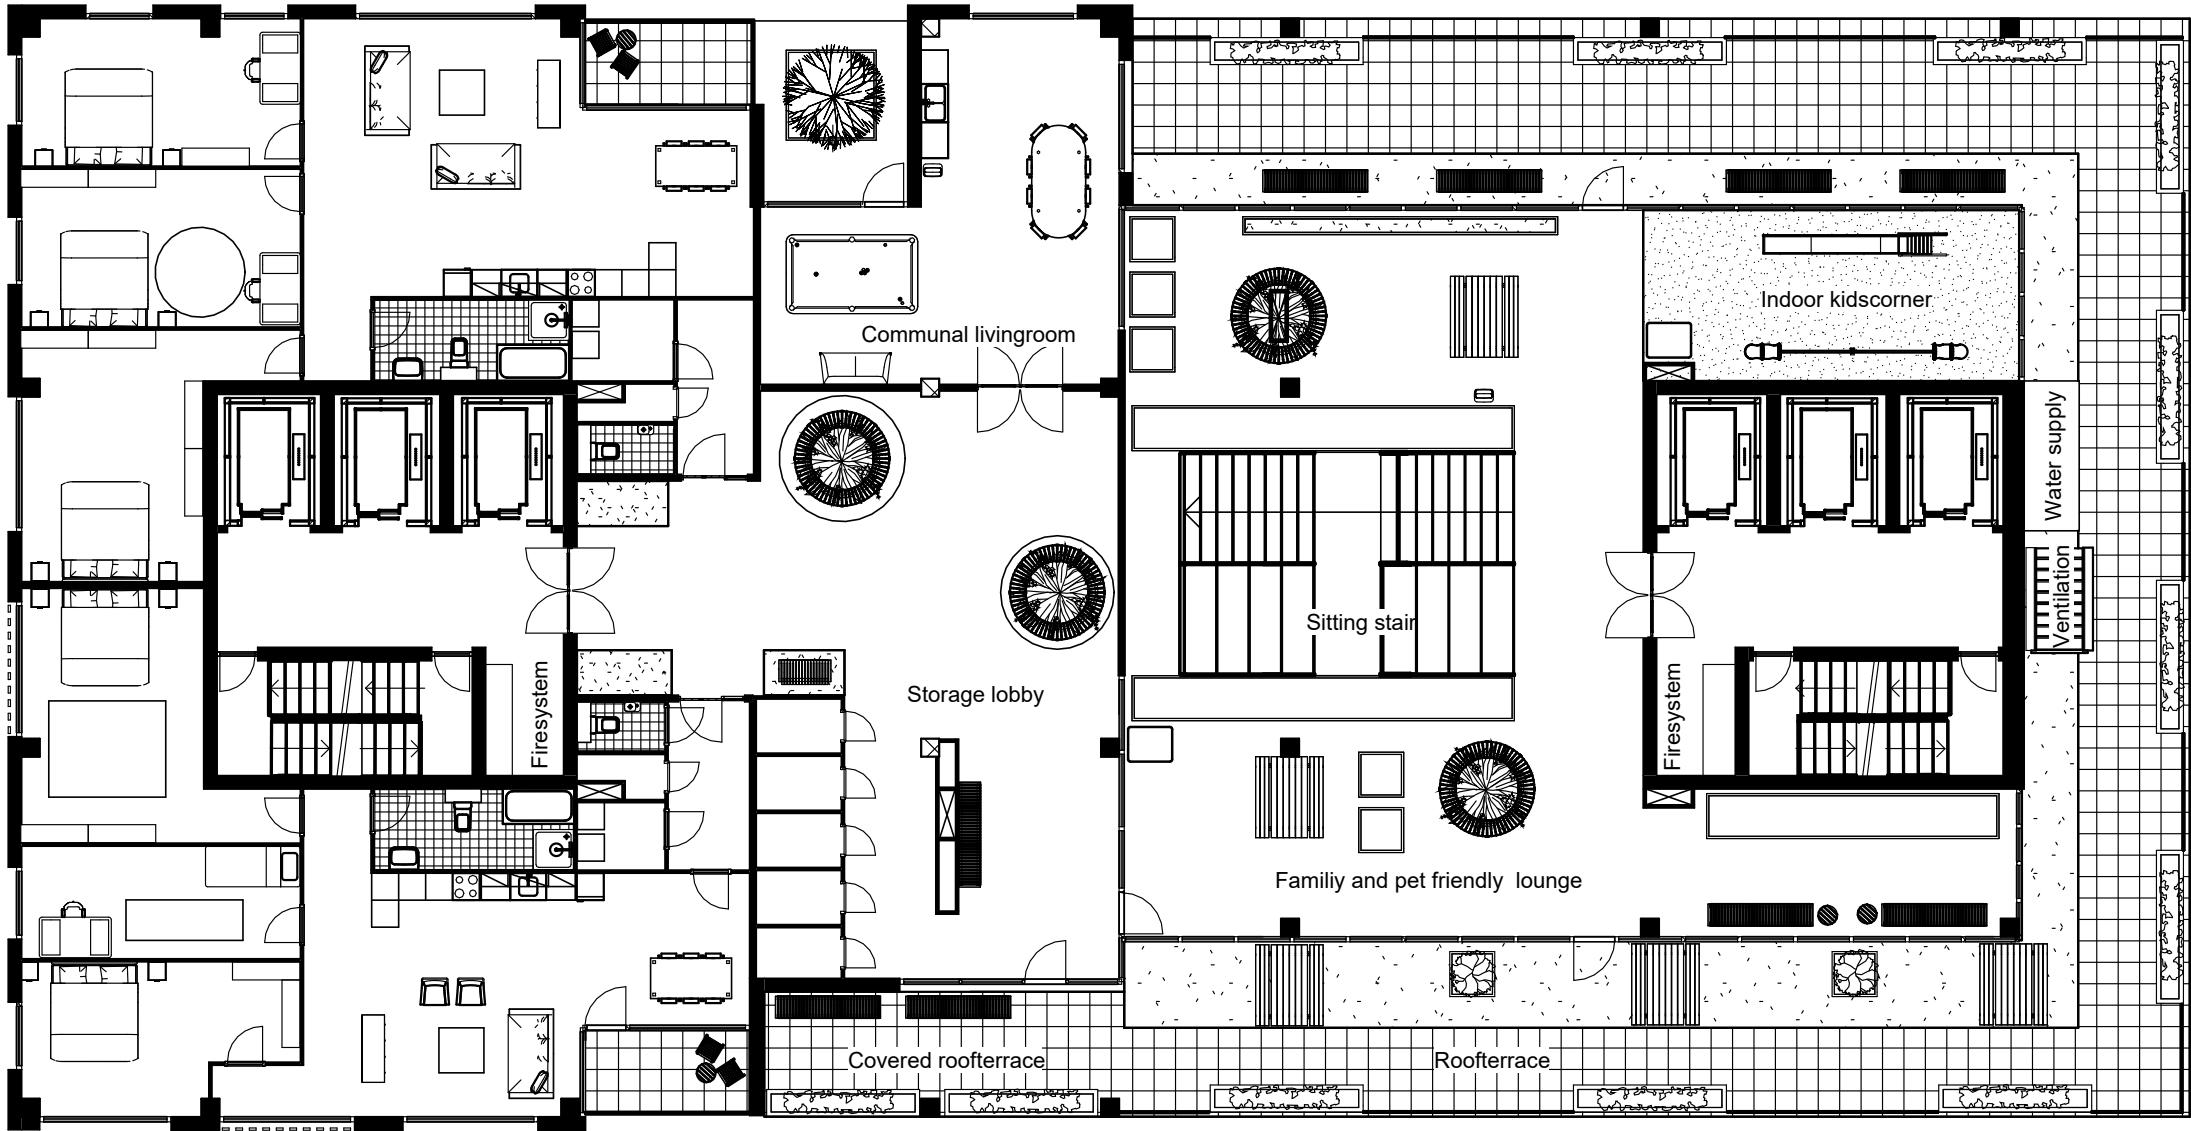 Indoor kidscorner
Communal livingroom
Water supply
Ventilation
Sitting stair
Storage lobby
Firesystem
Firesystem
Familiy and pet friendly lounge
Covered roofterrace
Roofterrace